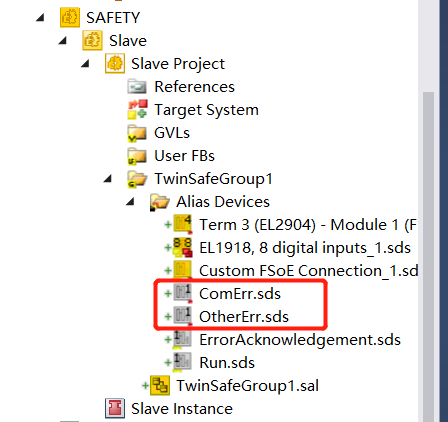 SAFETY
Slave
Slave Project
References
Target System
GVLs
User FBs
TwinSafeGroup1
Alias Devices
Term 3 (EL2904) - Module 1 (F
EL1918, 8 digital inputs_1.sds
Custom FSoE Connection_1.sd
ComErr.sds
OtherErr.sds
ErrorAcknowledgement.sds
Run.sds
TwinSafeGroup1.sal
Slave Instance